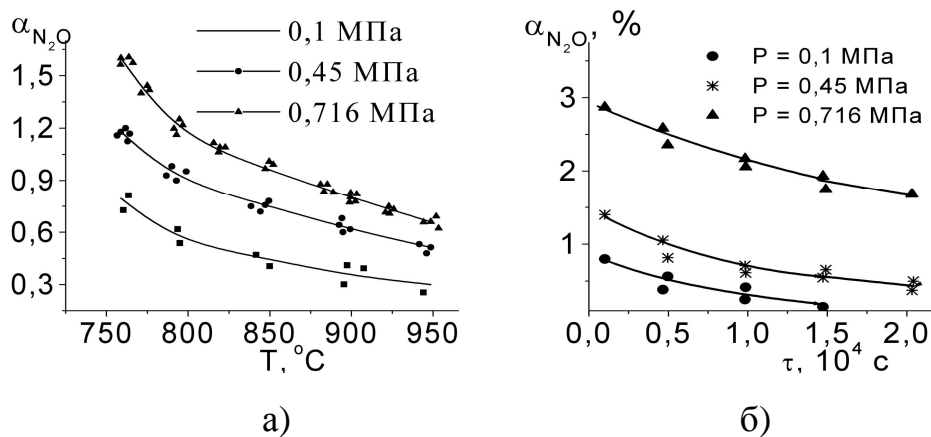 α N₂O
0,1 МПа
0,45 МПа
0,716 МПа
1,5
1,2
0,9
0,6
0,3
750 800 850 900 950
T, °C
а)
α N₂O, %
P = 0,1 МПа
P = 0,45 МПа
P = 0,716 МПа
3
2
1
0,0 0,5 1,0 1,5 2,0
τ, 10⁴ с
б)